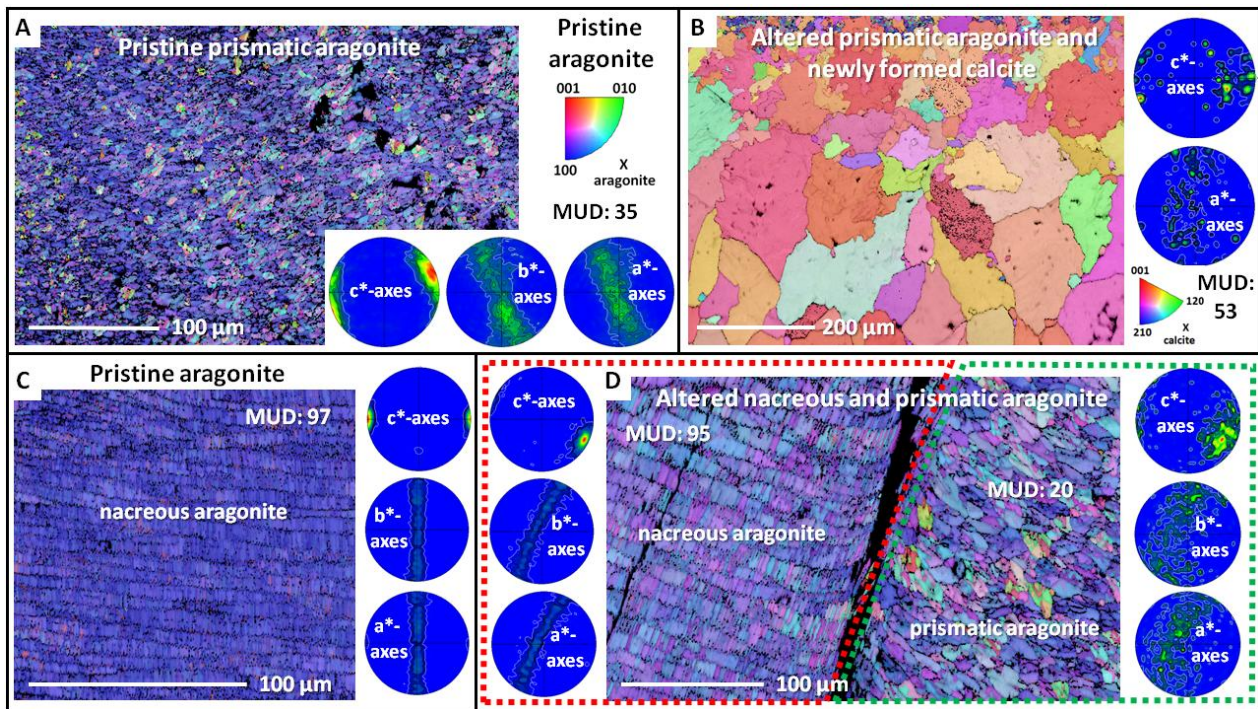 A
Pristine prismatic aragonite
Pristine
aragonite
001
010
100
X
aragonite
MUD: 35
c*-axes
b*-
axes
a*-
axes
100 µm
B
Altered prismatic aragonite and
newly formed calcite
c*-
axes
a*-
axes
MUD:
53
001
120
210
X
calcite
200 µm
C
Pristine aragonite
MUD: 97
nacreous aragonite
100 µm
c*-axes
b*-
axes
a*-
axes
c*-axes
b*-
axes
a*-
axes
D
Altered nacreous and prismatic aragonite
MUD: 95
nacreous aragonite
MUD: 20
prismatic aragonite
100 µm
c*-
axes
b*-
axes
a*-
axes